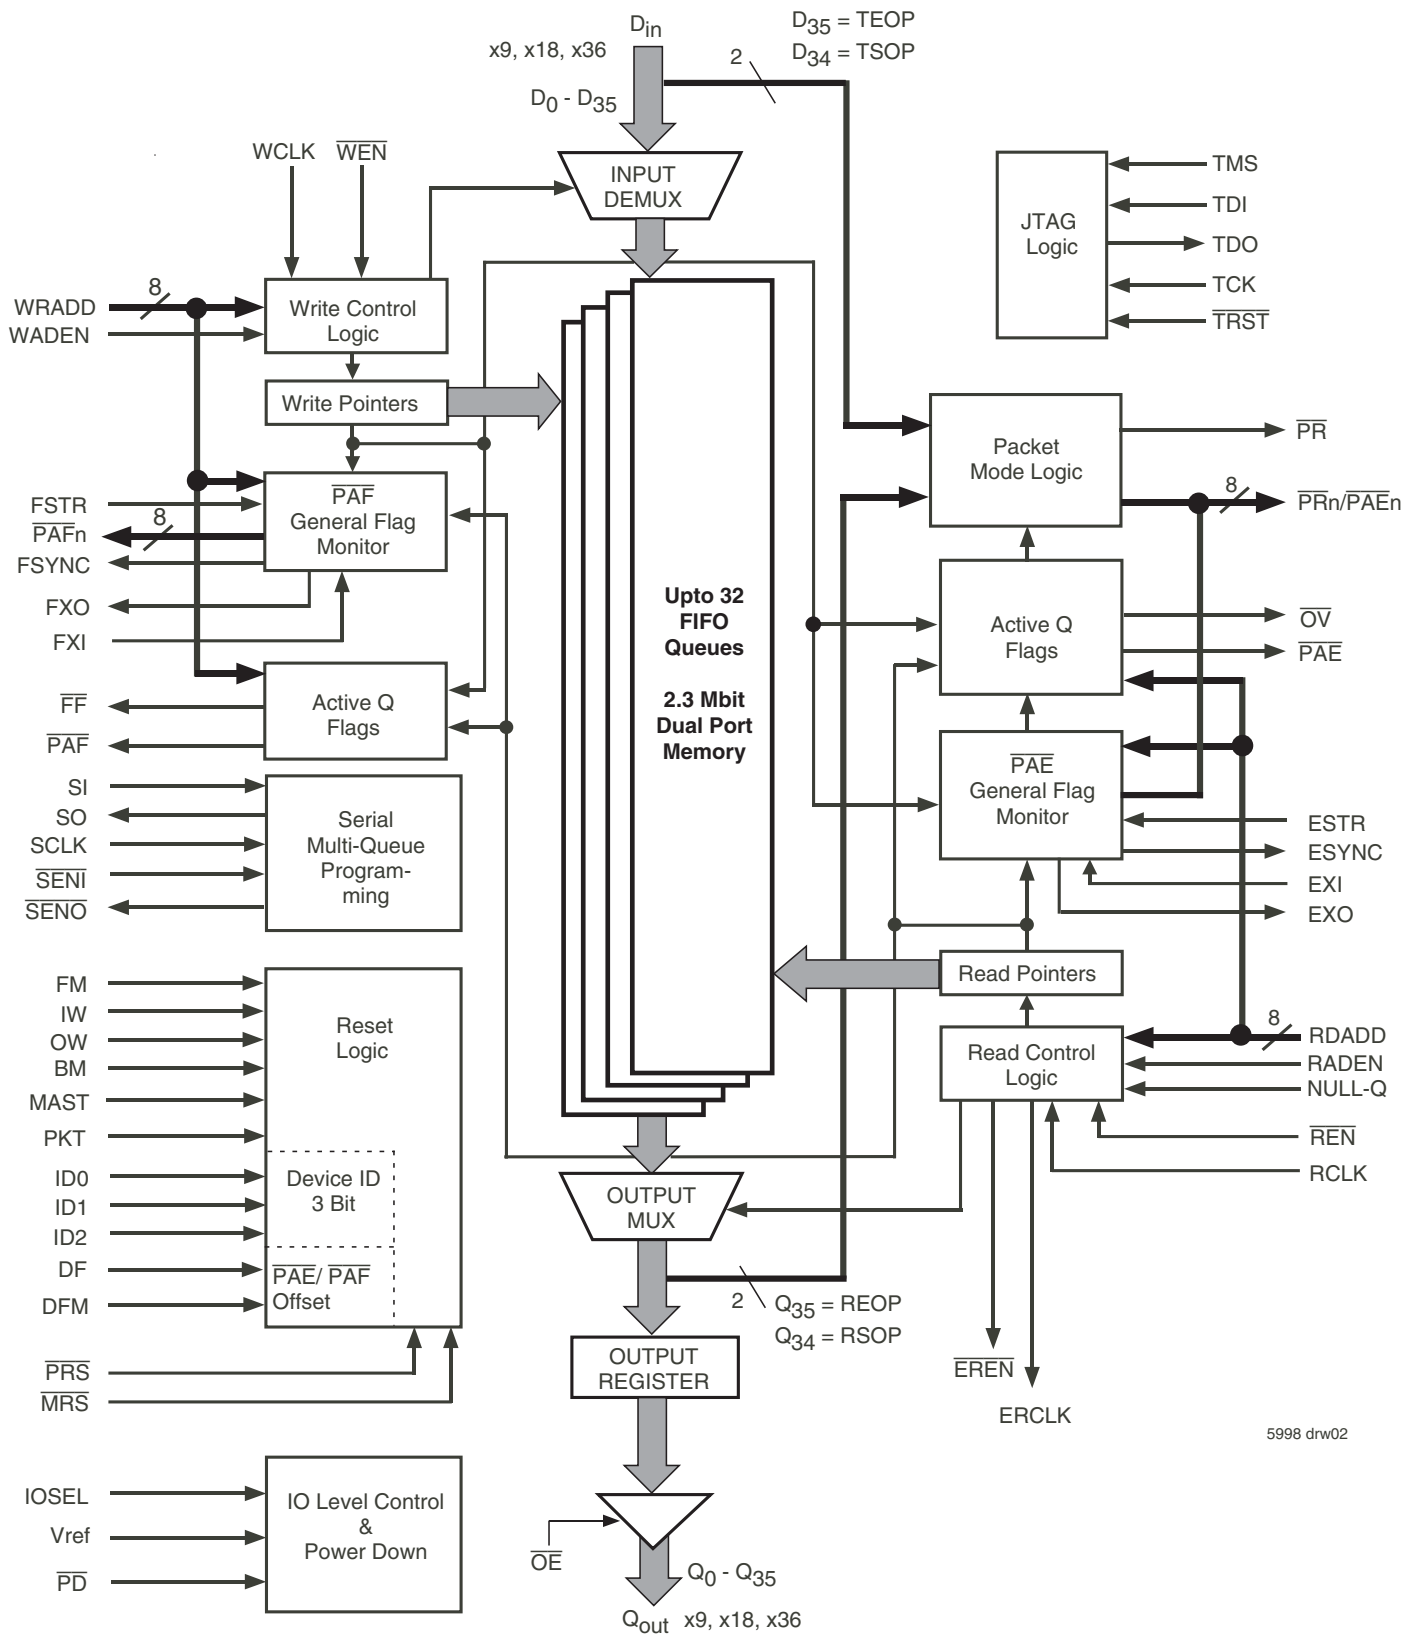 Din
x9, x18, x36
D0 - D35
2
D35 = TEOP
D34 = TSOP
WCLK
WEN
INPUT
DEMUX
JTAG
Logic
TMS
TDI
TDO
TCK
TRST
WRADD
8
WADEN
Write Control
Logic
Write Pointers
FSTR
PAFn
8
FSYNC
FXO
FXI
PAF
General Flag
Monitor
FF
PAF
Active Q
Flags
SI
SO
SCLK
SENI
SENO
Serial
Multi-Queue
Program-
ming
Upto 32
FIFO
Queues
2.3 Mbit
Dual Port
Memory
Packet
Mode Logic
PR
8
PRn/PAEn
Active Q
Flags
OV
PAE
PAE
General Flag
Monitor
ESTR
ESYNC
EXI
EXO
Read Pointers
Read Control
Logic
8
RDADD
RADEN
NULL-Q
REN
RCLK
EREN
ERCLK
FM
IW
OW
BM
MAST
PKT
ID0
ID1
ID2
DF
DFM
Reset
Logic
Device ID
3 Bit
PAE/ PAF
Offset
PRS
MRS
OUTPUT
MUX
2
Q35 = REOP
Q34 = RSOP
OUTPUT
REGISTER
IOSEL
Vref
PD
IO Level Control
&
Power Down
OE
Q0 - Q35
Qout x9, x18, x36
5998 drw02